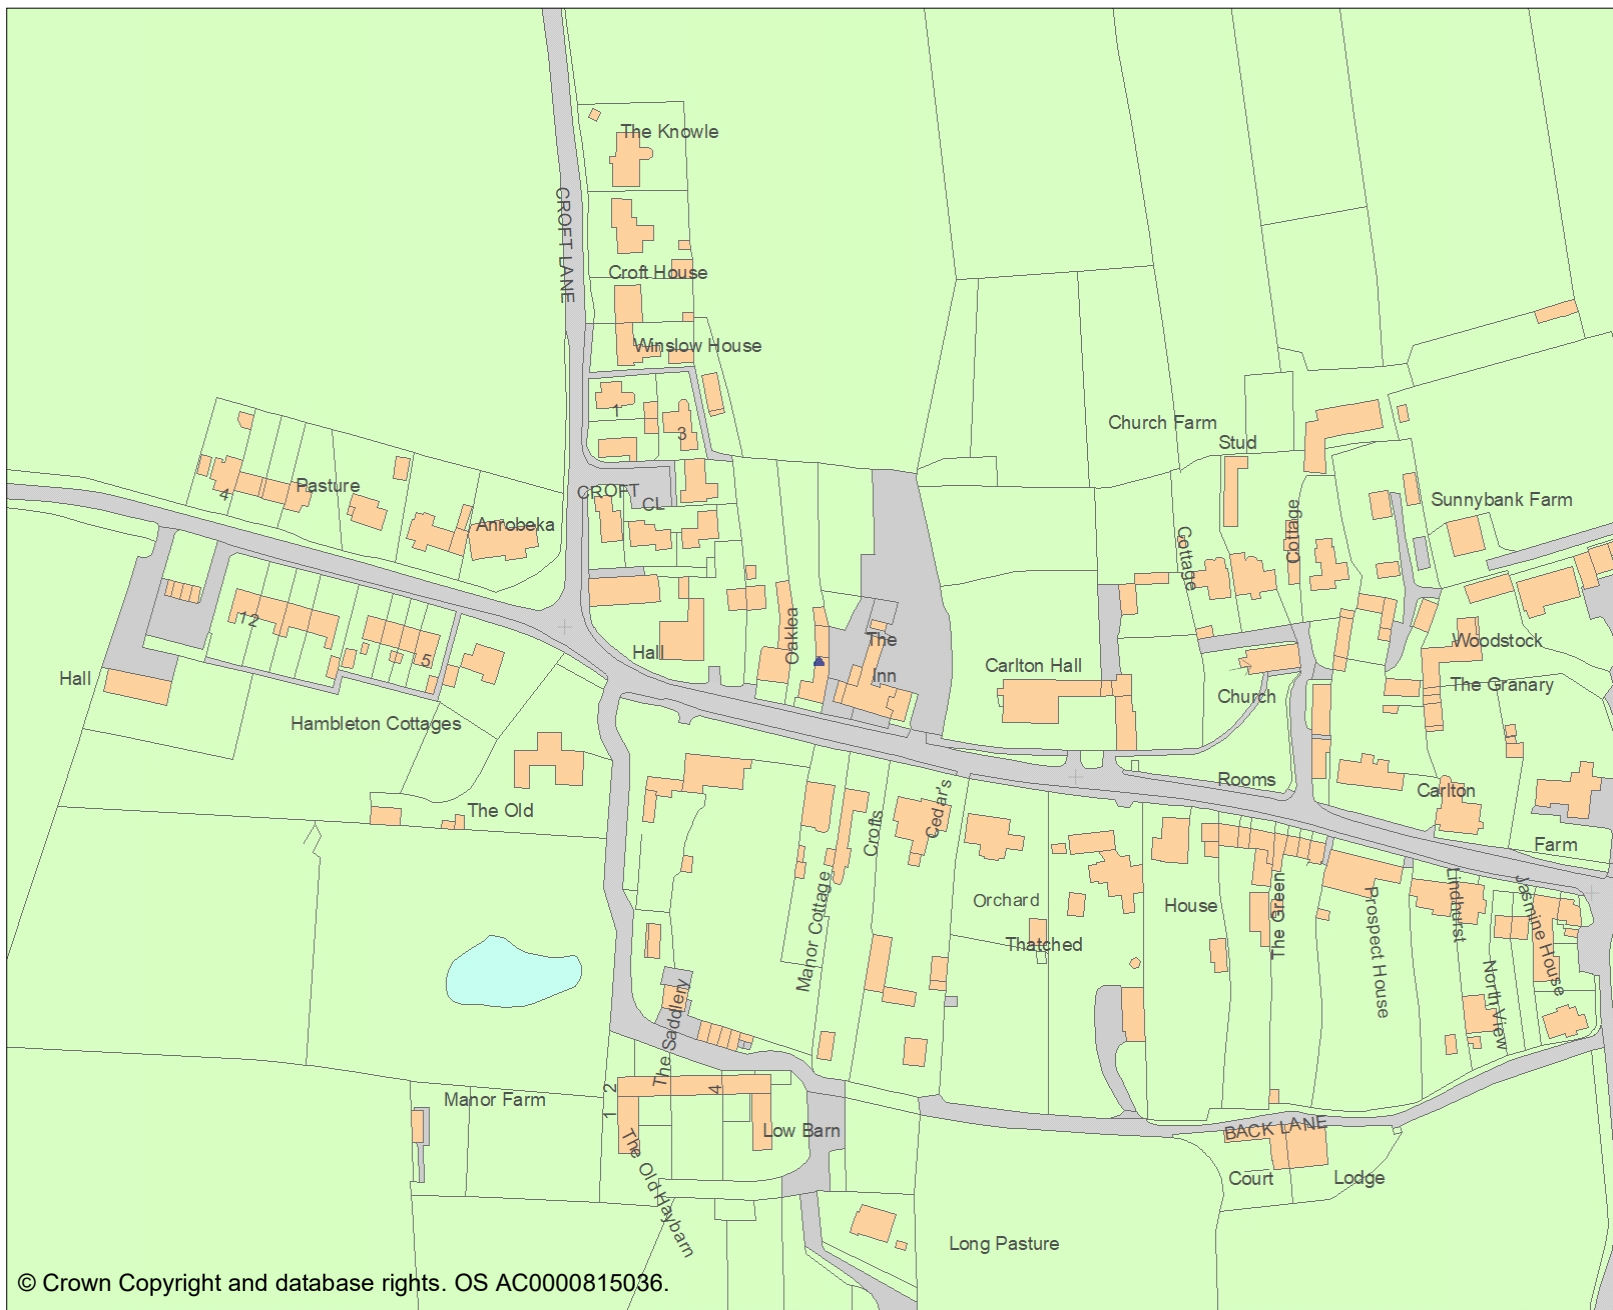 The Knowle
CROFT LANE
Croft House
Winslow House
1
3
Church Farm
Stud
4
Pasture
Anrobeka
CROFT
CL
Sunnybank Farm
Cottage
Cottage
12
5
Hall
Oaklea
The
Inn
Carlton Hall
Woodstock
Hall
Church
The Granary
Hambleton Cottages
Rooms
Carlton
The Old
Crofts
Cedar's
Farm
Manor Cottage
Orchard
Thatched
House
The Green
Prospect House
Lindhurst
Jasmine House
North View
The Saddlery
Manor Farm
2
1
4
Low Barn
BACK LANE
The Old Haybarn
Court
Lodge
Long Pasture
© Crown Copyright and database rights. OS AC0000815036.